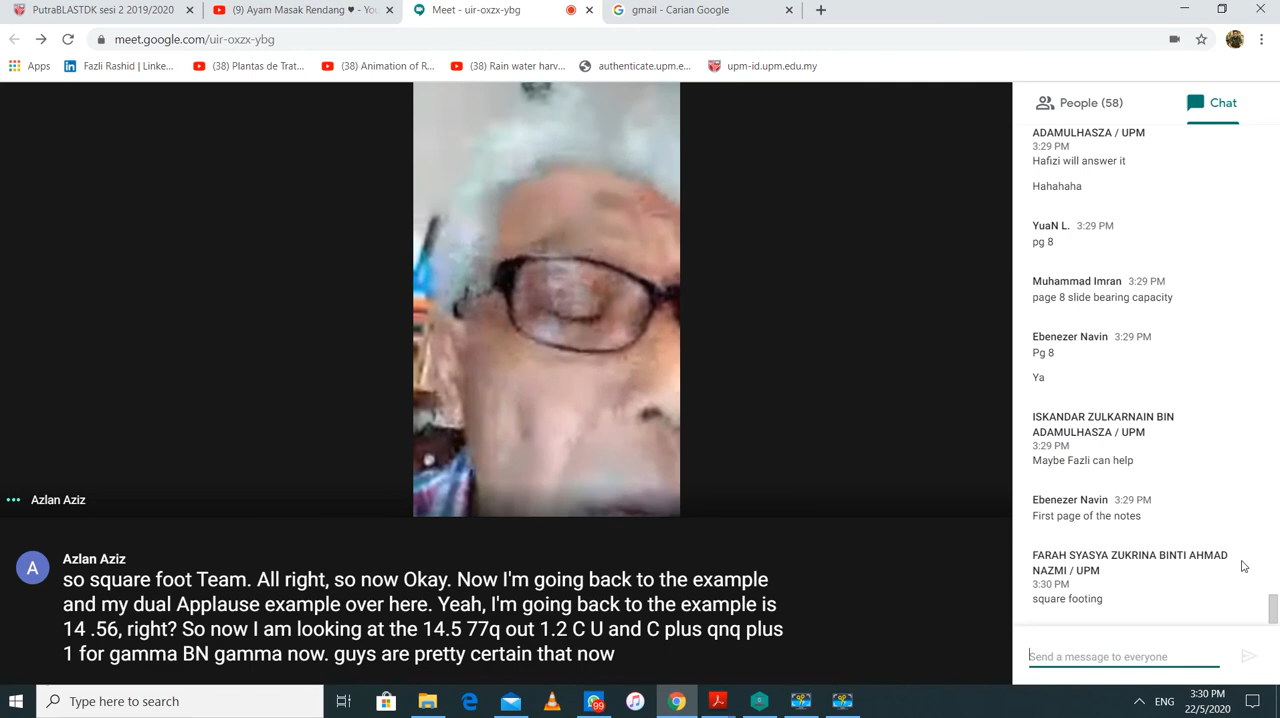 PutraBLASTDK sesi 2 2019/2020
(9) Ayam Masak Rendang ♥ - You
Meet - uir-oxzx-ybg
gmail - Carian Google
meet.google.com/uir-oxzx-ybg
Apps
Fazli Rashid | Linke...
(38) Plantas de Trat...
(38) Animation of R...
(38) Rain water harv...
authenticate.upm.e...
upm-id.upm.edu.my
People (58)
Chat
ADAMULHASZA / UPM
3:29 PM
Hafizi will answer it
Hahahaha
YuaN L. 3:29 PM
pg 8
Muhammad Imran 3:29 PM
page 8 slide bearing capacity
Ebenezer Navin 3:29 PM
Pg 8
Ya
ISKANDAR ZULKARNAIN BIN
ADAMULHASZA / UPM
3:29 PM
Maybe Fazli can help
Ebenezer Navin 3:29 PM
First page of the notes
FARAH SYASYA ZUKRINA BINTI AHMAD
NAZMI / UPM
3:30 PM
square footing
Send a message to everyone
Azlan Aziz
A
Azlan Aziz
so square foot Team. All right, so now Okay. Now I'm going back to the example
and my dual Applause example over here. Yeah, I'm going back to the example is
14 .56, right? So now I am looking at the 14.5 77q out 1.2 C U and C plus qnq plus
1 for gamma BN gamma now. guys are pretty certain that now
Type here to search
99
ENG
3:30 PM
22/5/2020